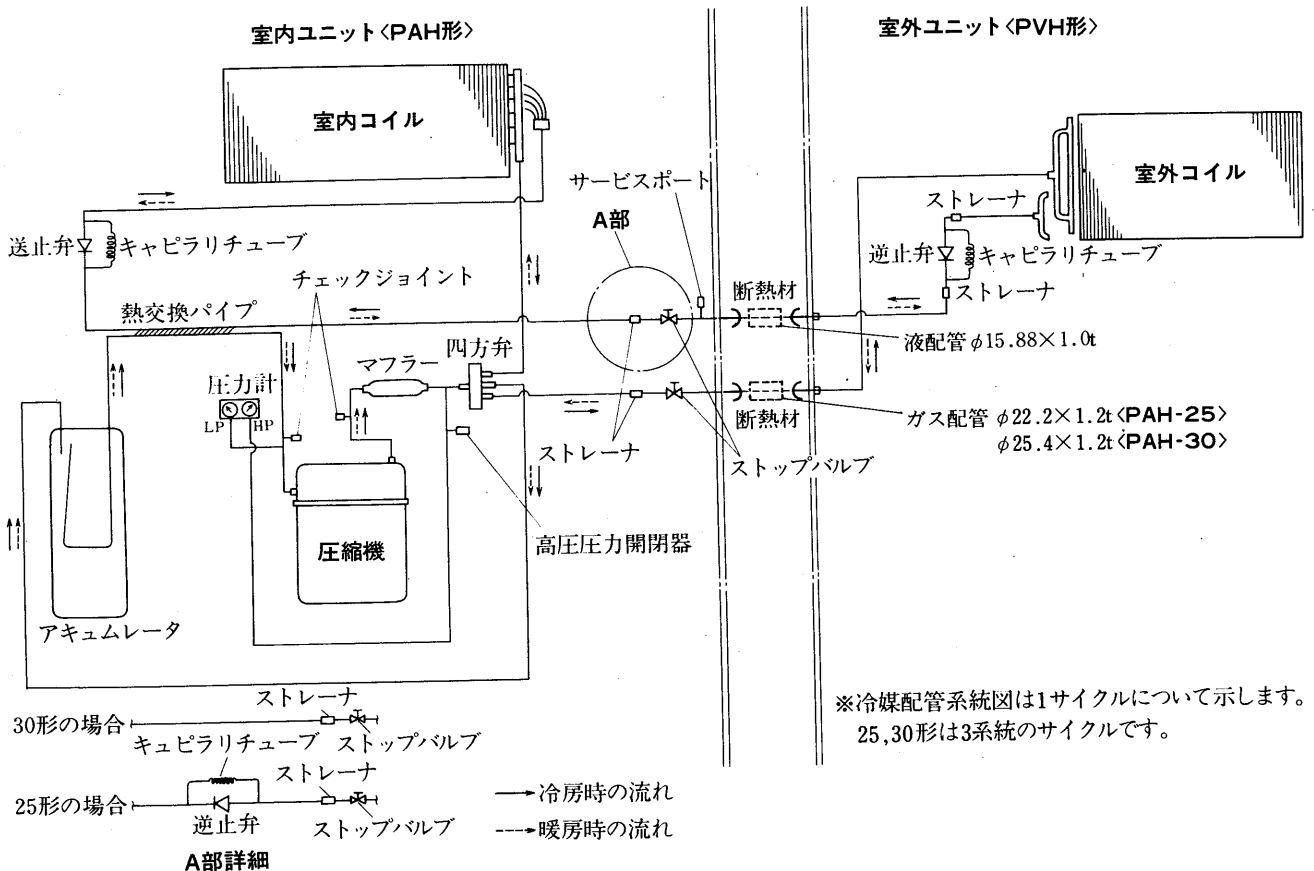 室内ユニット〈PAH形〉
室外ユニット〈PVH形〉
室内コイル
室外コイル
サービスポート
A部
ストレーナ
送止弁
キャピラリチューブ
逆止弁
キャピラリチューブ
チェックジョイント
断熱材
ストレーナ
熱交換パイプ
液配管φ15.88×1.0t
マフラー
四方弁
圧力計
LP
HP
断熱材
ガス配管 φ22.2×1.2t〈PAH-25〉
φ25.4×1.2t〈PAH-30〉
ストレーナ
ストップバルブ
高圧圧力開閉器
圧縮機
アキュムレータ
※冷媒配管系統図は1サイクルについて示します。
25,30形は3系統のサイクルです。
ストレーナ
30形の場合
キュピラリチューブ
ストップバルブ
ストレーナ
25形の場合
逆止弁
ストップバルブ
冷房時の流れ
暖房時の流れ
A部詳細